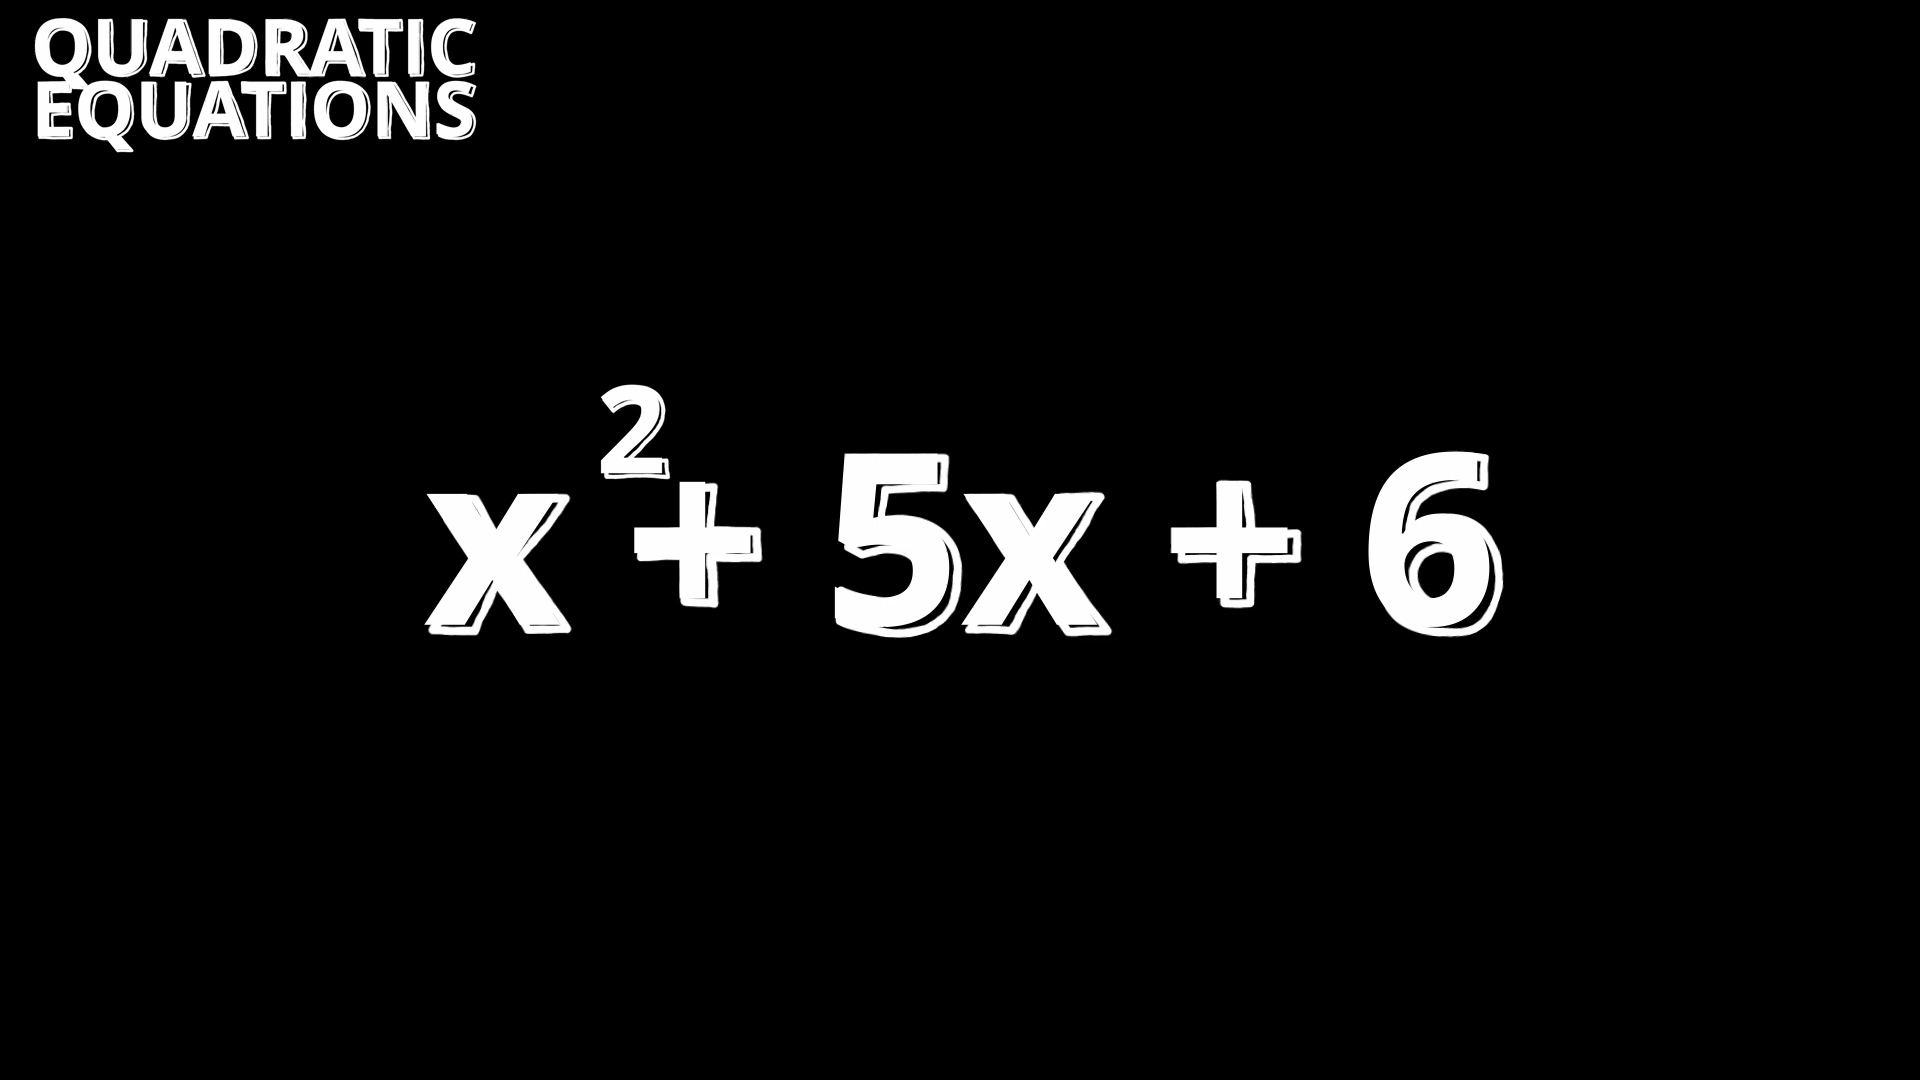 QUADRATIC
EQUATIONS
x² + 5x + 6